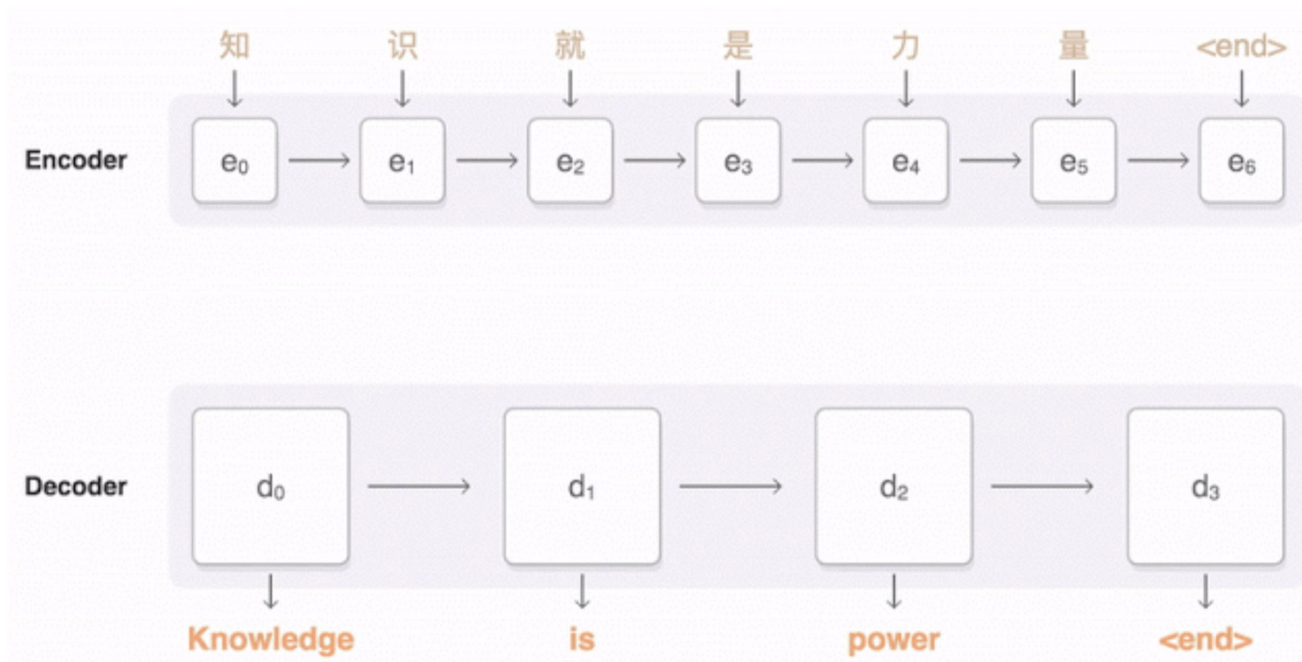 知 识 就 是 力 量 <end>
Encoder e₀ e₁ e₂ e₃ e₄ e₅ e₆
Decoder d₀ d₁ d₂ d₃
Knowledge is power <end>